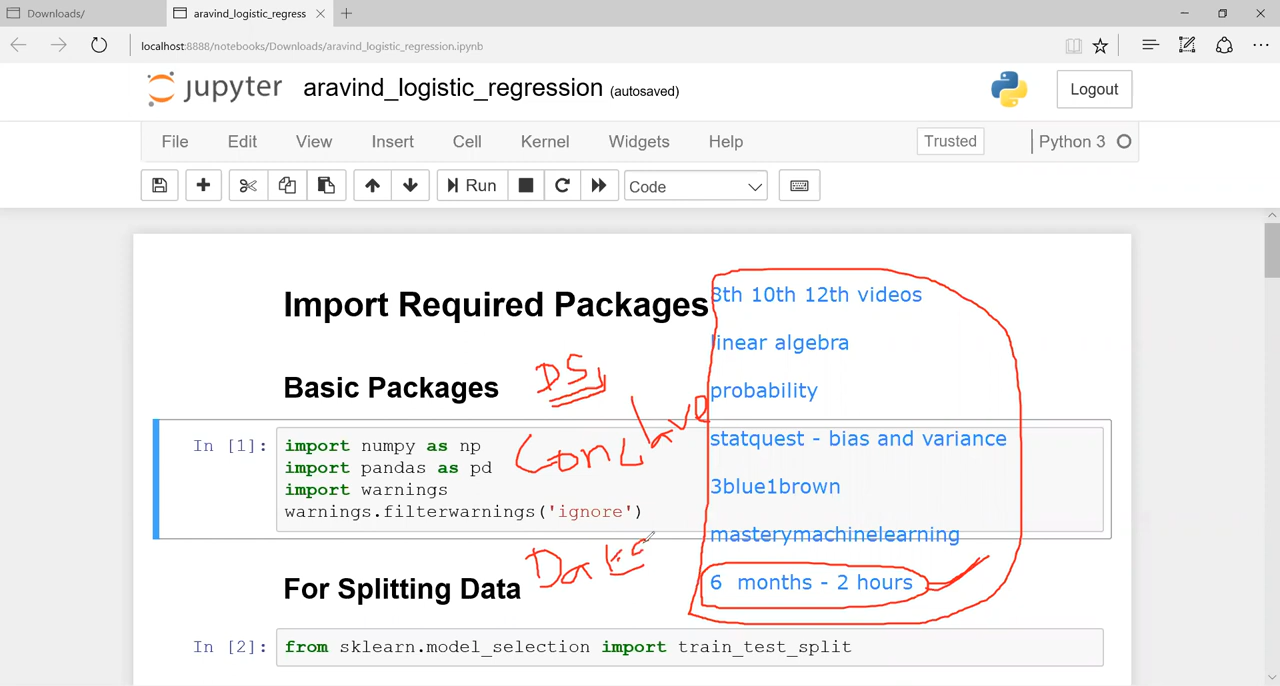 Downloads/
aravind_logistic_regress
localhost:8888/notebooks/Downloads/aravind_logistic_regression.ipynb
jupyter aravind_logistic_regression (autosaved)
Logout
File Edit View Insert Cell Kernel Widgets Help Trusted Python 3
Run Code
Import Required Packages
8th 10th 12th videos
linear algebra
DS
Basic Packages
probability
In [1]: import numpy as np
import pandas as pd
import warnings
warnings.filterwarnings('ignore')
Conclave
statquest - bias and variance
3blue1brown
masterymachinelearning
6 months - 2 hours
For Splitting Data
In [2]: from sklearn.model_selection import train_test_split